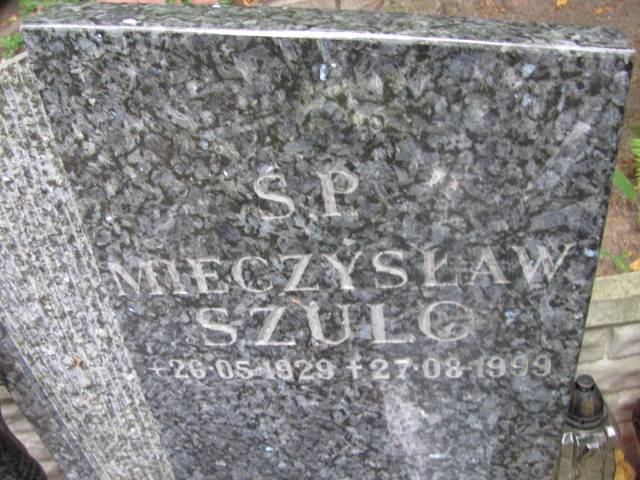 Ś.P.
MIECZYSŁAW
SZULC
+26·05·1929 +27·08·1999